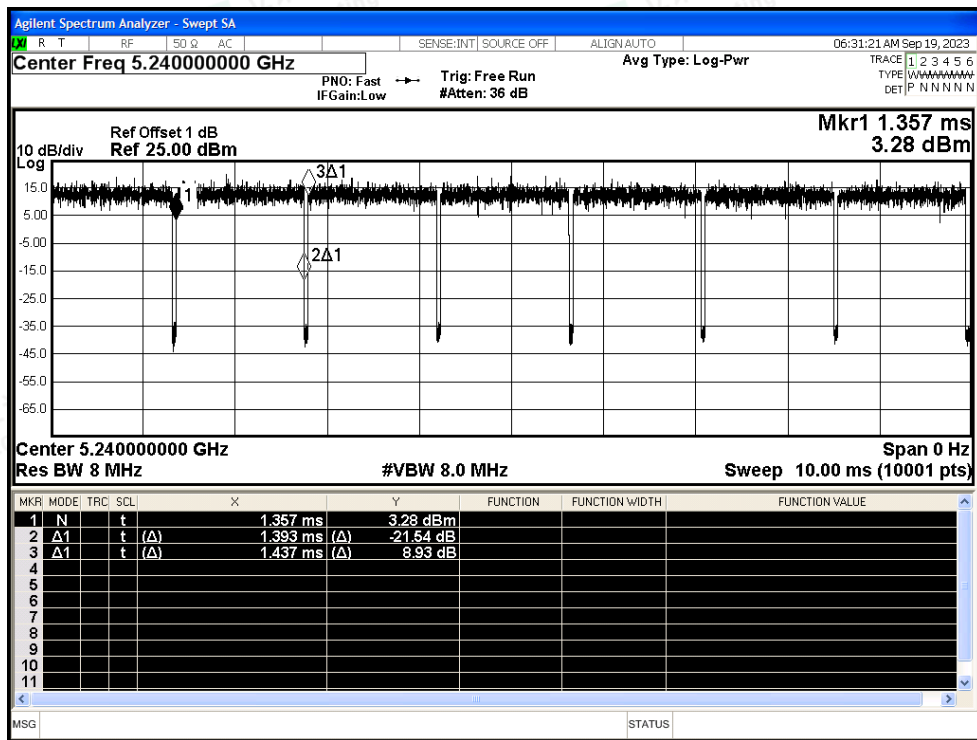 Agilent Spectrum Analyzer - Swept SA
LXI R T RF 50 Ω AC SENSE:INT SOURCE OFF ALIGN AUTO 06:31:21 AM Sep 19, 2023
Center Freq 5.240000000 GHz Avg Type: Log-Pwr TRACE 1 2 3 4 5 6
PNO: Fast Trig: Free Run TYPE WWWWWW
IFGain:Low #Atten: 36 dB DET P N N N N N
Mkr1 1.357 ms
Ref Offset 1 dB
10 dB/div Ref 25.00 dBm 3.28 dBm
Log
3Δ1
15.0
1
5.00
-5.00
2Δ1
-15.0
-25.0
-35.0
-45.0
-55.0
-65.0
Center 5.240000000 GHz Span 0 Hz
Res BW 8 MHz #VBW 8.0 MHz Sweep 10.00 ms (10001 pts)
MKR MODE TRC SCL X Y FUNCTION FUNCTION WIDTH FUNCTION VALUE
1 N t 1.357 ms 3.28 dBm
2 Δ1 t (Δ) 1.393 ms (Δ) -21.54 dB
3 Δ1 t (Δ) 1.437 ms (Δ) 8.93 dB
4
5
6
7
8
9
10
11
MSG STATUS